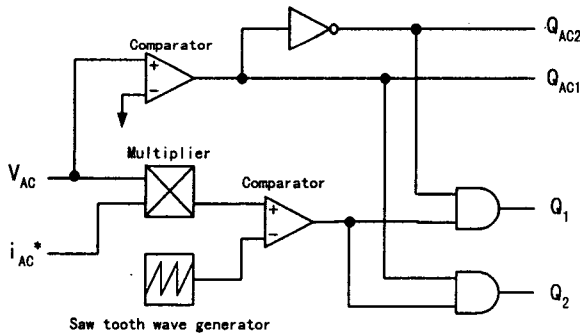 Q_AC2
Comparator
+
−
Q_AC1
Multiplier
V_AC
Comparator
+
−
Q_1
i_AC*
Q_2
Saw tooth wave generator